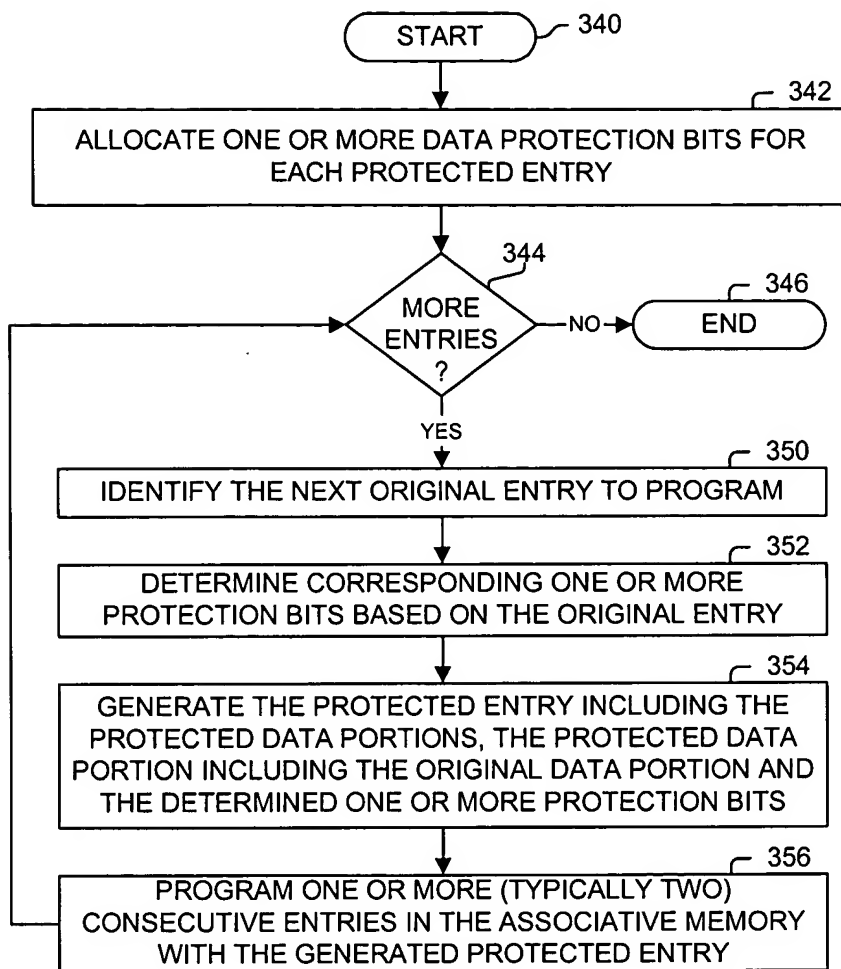 START
340
342
ALLOCATE ONE OR MORE DATA PROTECTION BITS FOR
EACH PROTECTED ENTRY
344
MORE
ENTRIES
?
NO
346
END
YES
350
IDENTIFY THE NEXT ORIGINAL ENTRY TO PROGRAM
352
DETERMINE CORRESPONDING ONE OR MORE
PROTECTION BITS BASED ON THE ORIGINAL ENTRY
354
GENERATE THE PROTECTED ENTRY INCLUDING THE
PROTECTED DATA PORTIONS, THE PROTECTED DATA
PORTION INCLUDING THE ORIGINAL DATA PORTION AND
THE DETERMINED ONE OR MORE PROTECTION BITS
356
PROGRAM ONE OR MORE (TYPICALLY TWO)
CONSECUTIVE ENTRIES IN THE ASSOCIATIVE MEMORY
WITH THE GENERATED PROTECTED ENTRY